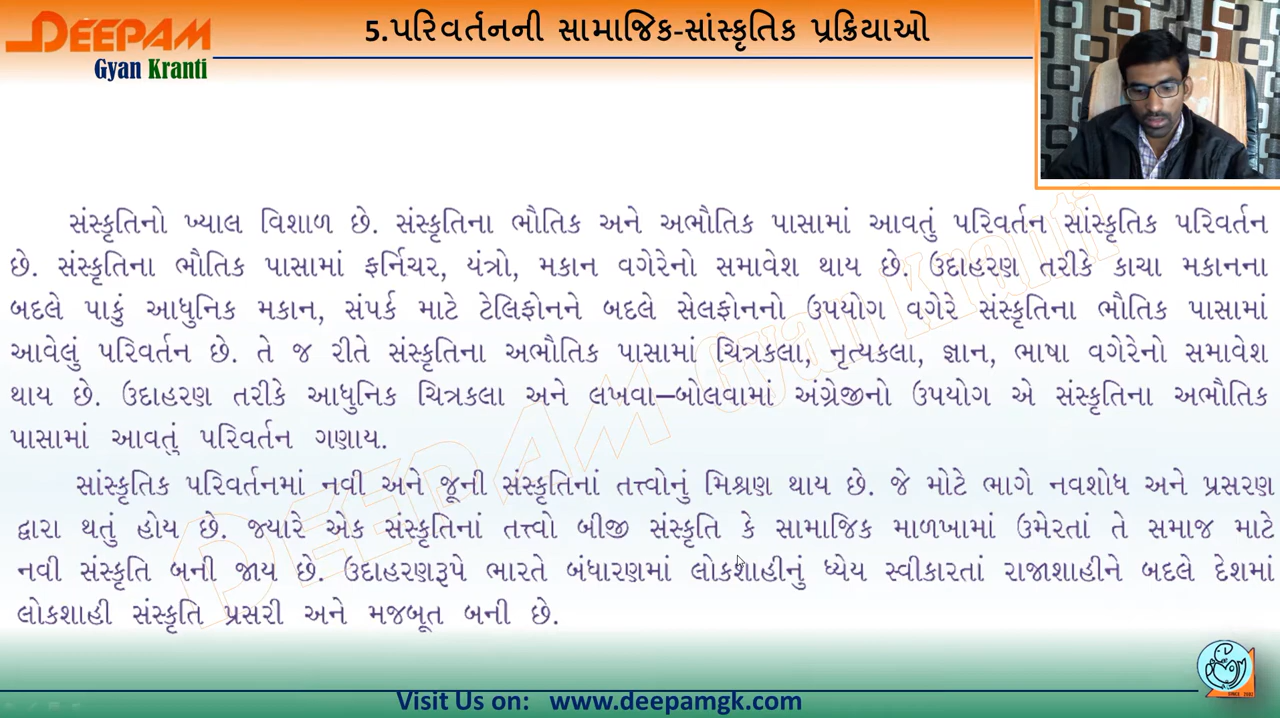 DEEPAM
Gyan Kranti
5.પરિવર્તનની સામાજિક-સાંસ્કૃતિક પ્રક્રિયાઓ
સંસ્કૃતિનો ખ્યાલ વિશાળ છે. સંસ્કૃતિના ભૌતિક અને અભૌતિક પાસામાં આવતું પરિવર્તન સાંસ્કૃતિક પરિવર્તન
છે. સંસ્કૃતિના ભૌતિક પાસામાં ફર્નિચર, યંત્રો, મકાન વગેરેનો સમાવેશ થાય છે. ઉદાહરણ તરીકે કાચા મકાનના
બદલે પાકું આધુનિક મકાન, સંપર્ક માટે ટેલિફોનને બદલે સેલફોનનો ઉપયોગ વગેરે સંસ્કૃતિના ભૌતિક પાસામાં
આવેલું પરિવર્તન છે. તે જ રીતે સંસ્કૃતિના અભૌતિક પાસામાં ચિત્રકલા, નૃત્યકલા, જ્ઞાન, ભાષા વગેરેનો સમાવેશ
થાય છે. ઉદાહરણ તરીકે આધુનિક ચિત્રકલા અને લખવા–બોલવામાં અંગ્રેજીનો ઉપયોગ એ સંસ્કૃતિના અભૌતિક
પાસામાં આવતું પરિવર્તન ગણાય.
સાંસ્કૃતિક પરિવર્તનમાં નવી અને જૂની સંસ્કૃતિનાં તત્ત્વોનું મિશ્રણ થાય છે. જે મોટે ભાગે નવશોધ અને પ્રસરણ
દ્વારા થતું હોય છે. જ્યારે એક સંસ્કૃતિનાં તત્ત્વો બીજી સંસ્કૃતિ કે સામાજિક માળખામાં ઉમેરતાં તે સમાજ માટે
નવી સંસ્કૃતિ બની જાય છે. ઉદાહરણરૂપે ભારતે બંધારણમાં લોકશાહીનું ધ્યેય સ્વીકારતાં રાજાશાહીને બદલે દેશમાં
લોકશાહી સંસ્કૃતિ પ્રસરી અને મજબૂત બની છે.
DEEPAM Gyan Kranti
Visit Us on: www.deepamgk.com